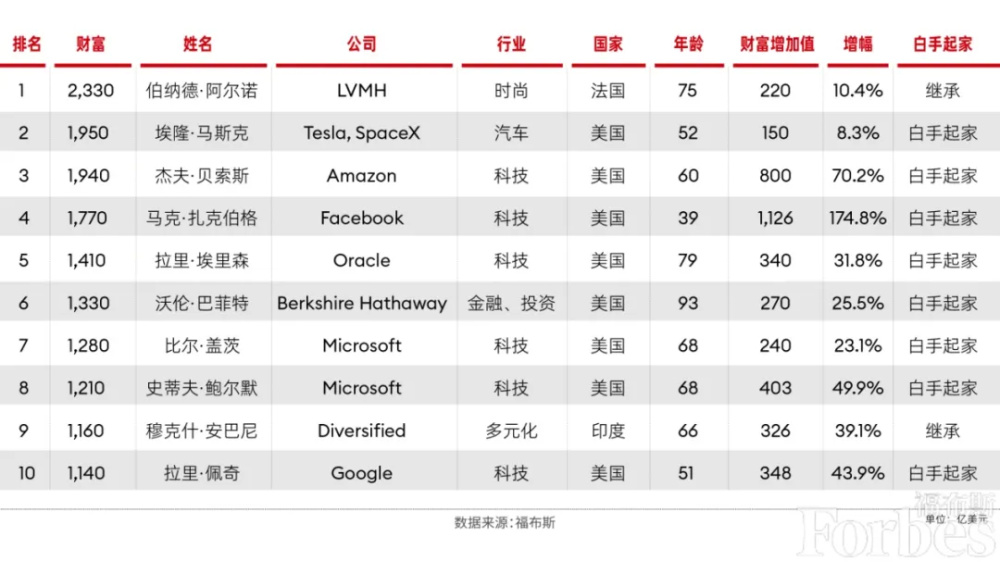 排名 财富 姓名 公司 行业 国家 年龄 财富增加值 增幅 白手起家
1 2,330 伯纳德·阿尔诺 LVMH 时尚 法国 75 220 10.4% 继承
2 1,950 埃隆·马斯克 Tesla, SpaceX 汽车 美国 52 150 8.3% 白手起家
3 1,940 杰夫·贝索斯 Amazon 科技 美国 60 800 70.2% 白手起家
4 1,770 马克·扎克伯格 Facebook 科技 美国 39 1,126 174.8% 白手起家
5 1,410 拉里·埃里森 Oracle 科技 美国 79 340 31.8% 白手起家
6 1,330 沃伦·巴菲特 Berkshire Hathaway 金融、投资 美国 93 270 25.5% 白手起家
7 1,280 比尔·盖茨 Microsoft 科技 美国 68 240 23.1% 白手起家
8 1,210 史蒂夫·鲍尔默 Microsoft 科技 美国 68 403 49.9% 白手起家
9 1,160 穆克什·安巴尼 Diversified 多元化 印度 66 326 39.1% 继承
10 1,140 拉里·佩奇 Google 科技 美国 51 348 43.9% 白手起家
数据来源：福布斯
福布斯
单位：亿美元
Forbes